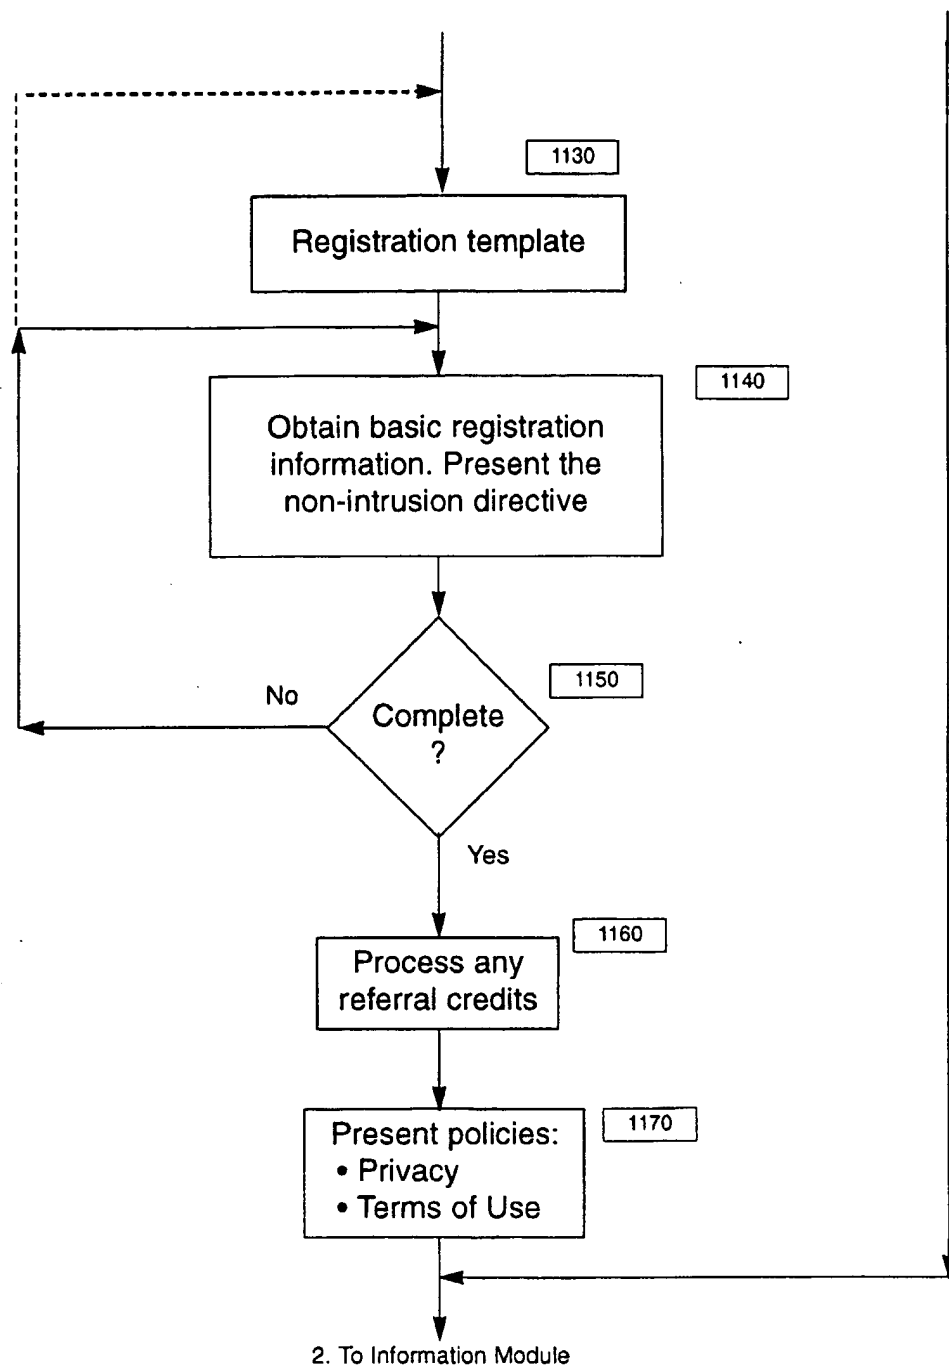 1130
Registration template
1140
Obtain basic registration
information. Present the
non-intrusion directive
1150
No
Complete
?
Yes
1160
Process any
referral credits
1170
Present policies:
• Privacy
• Terms of Use
2. To Information Module